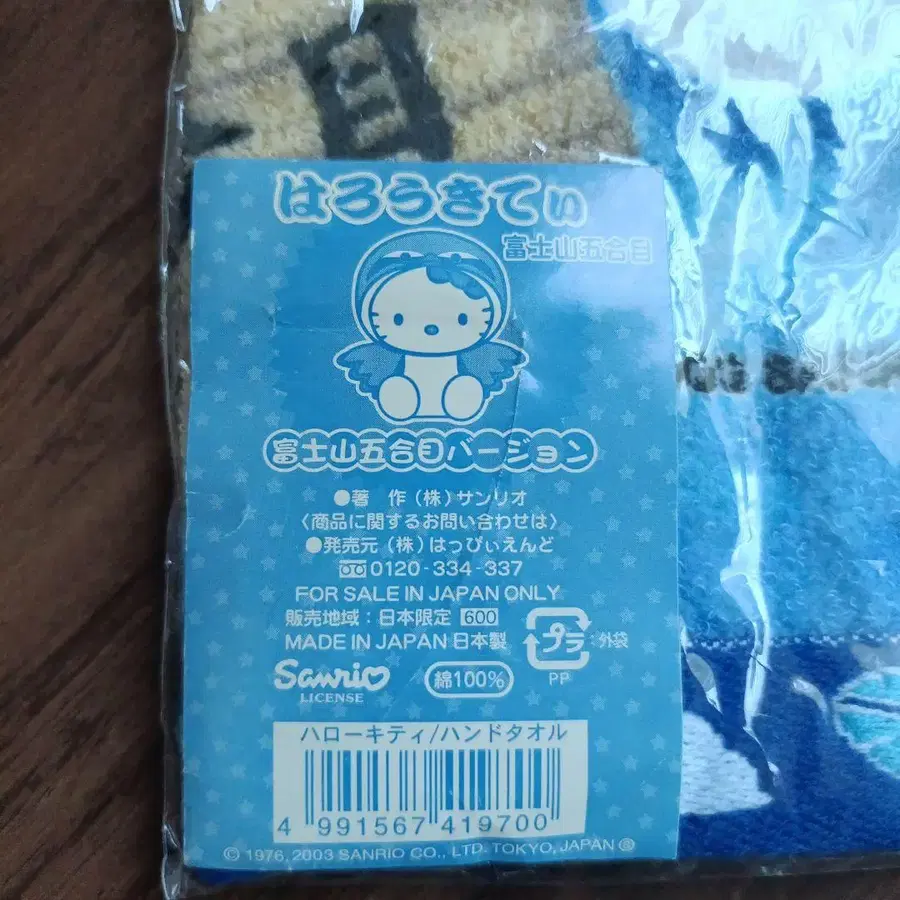 目
はろうきてぃ
富士山五合目
富士山五合目バージョン
●著 作(株)サンリオ
〈商品に関するお問い合わせは〉
●発売元(株)はっぴぃえんど
0120-334-337
FOR SALE IN JAPAN ONLY
販売地域:日本限定 600
MADE IN JAPAN 日本製
プラ
外袋
PP
Sanrio
LICENSE
綿100%
ハローキティ/ハンドタオル
4 991567 419700
© 1976, 2003 SANRIO CO., LTD. TOKYO, JAPAN